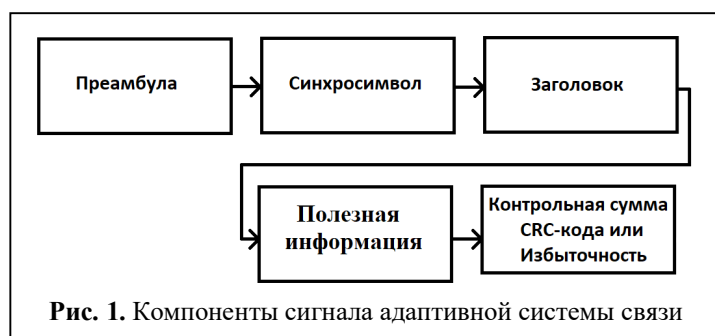 Преамбула
Синхросимвол
Заголовок
Полезная
информация
Контрольная сумма
CRC-кода или
Избыточность
Рис. 1. Компоненты сигнала адаптивной системы связи